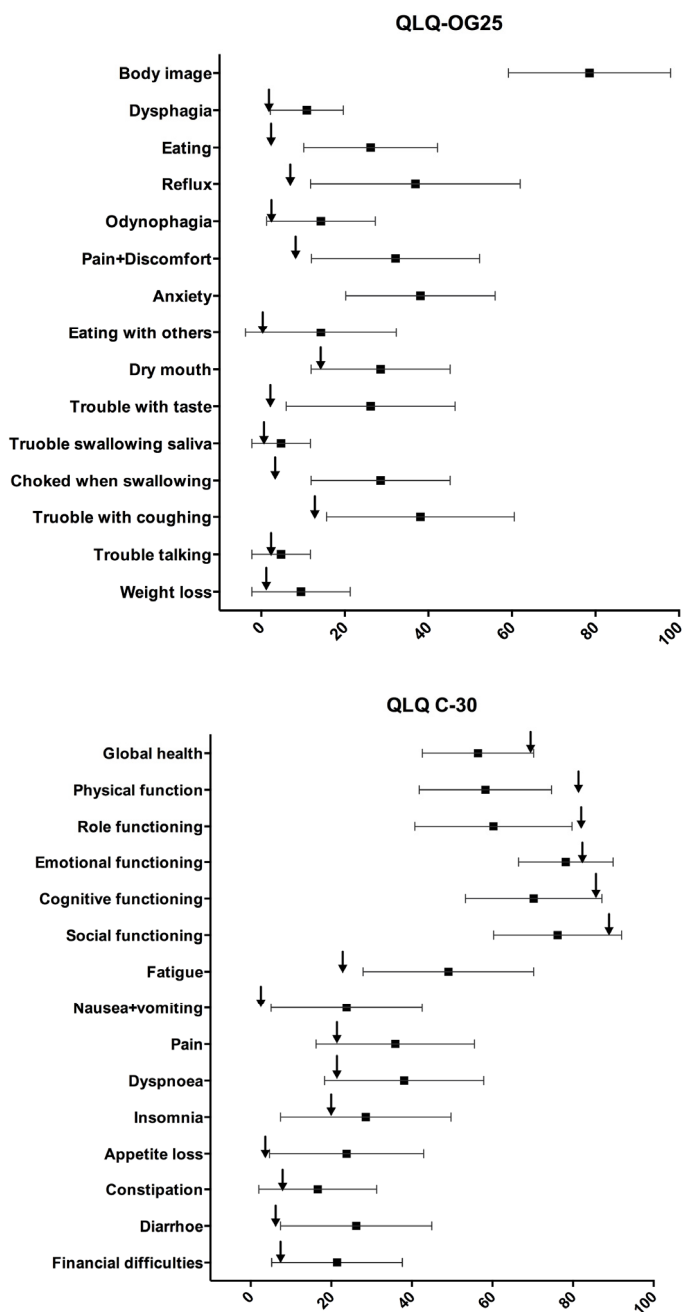 QLQ-OG25
Body image
Dysphagia
Eating
Reflux
Odynophagia
Pain+Discomfort
Anxiety
Eating with others
Dry mouth
Trouble with taste
Truoble swallowing saliva
Choked when swallowing
Truoble with coughing
Trouble talking
Weight loss
0 20 40 60 80 100
QLQ C-30
Global health
Physical function
Role functioning
Emotional functioning
Cognitive functioning
Social functioning
Fatigue
Nausea+vomiting
Pain
Dyspnoea
Insomnia
Appetite loss
Constipation
Diarrhoe
Financial difficulties
0 20 40 60 80 100